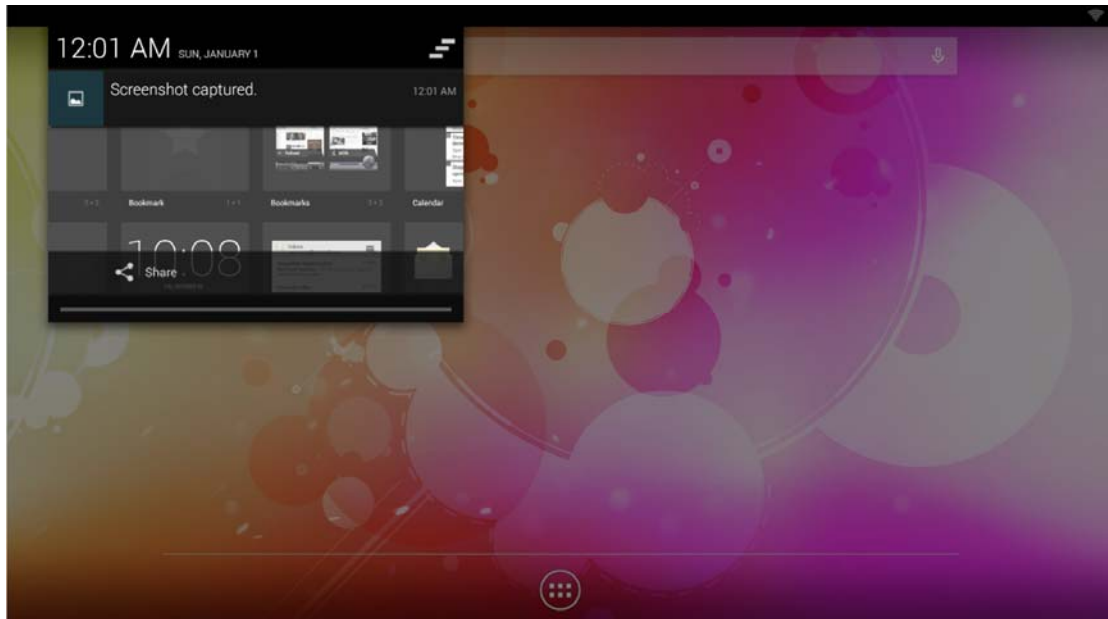 12:01 AM SUN, JANUARY 1
Screenshot captured. 12:01 AM
Bookmark
Bookmarks
Calendar
10:08
Share